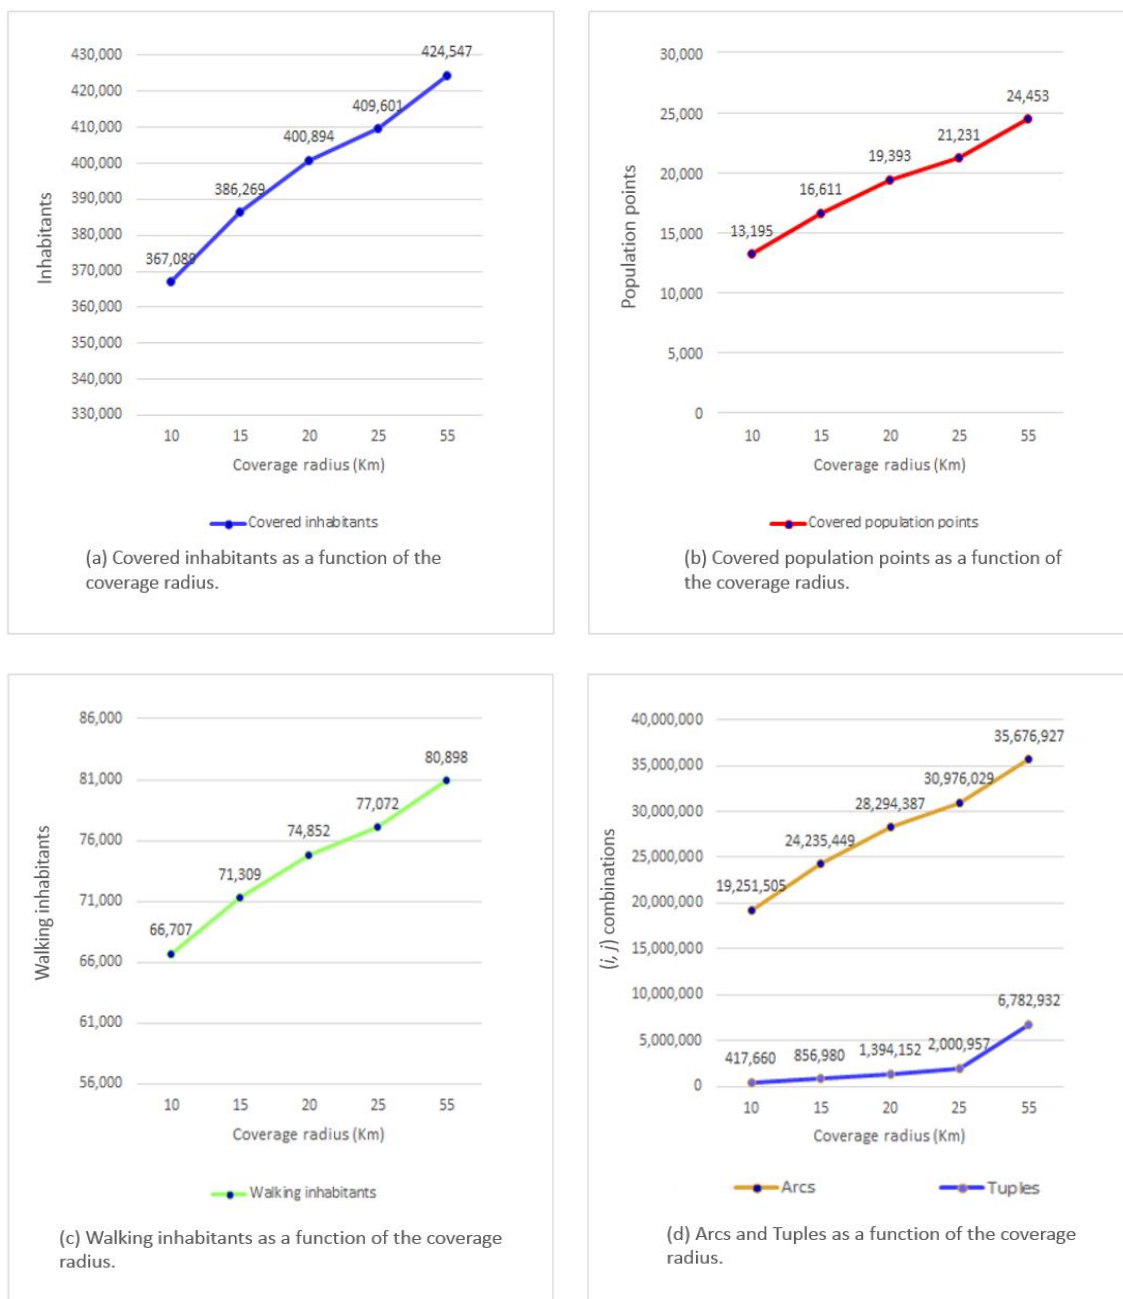 430,000
420,000
410,000
400,000
390,000
380,000
370,000
360,000
350,000
340,000
330,000
Inhabitants
424,547
409,601
400,894
386,269
367,089
10 15 20 25 55
Coverage radius (Km)
Covered inhabitants
(a) Covered inhabitants as a function of the
coverage radius.
30,000
25,000
20,000
15,000
10,000
5,000
0
Population points
24,453
21,231
19,393
16,611
13,195
10 15 20 25 55
Coverage radius (Km)
Covered population points
(b) Covered population points as a function of
the coverage radius.
86,000
81,000
76,000
71,000
66,000
61,000
56,000
Walking inhabitants
80,898
77,072
74,852
71,309
66,707
10 15 20 25 55
Coverage radius (Km)
Walking inhabitants
(c) Walking inhabitants as a function of the coverage
radius.
40,000,000
35,000,000
30,000,000
25,000,000
20,000,000
15,000,000
10,000,000
5,000,000
0
(i, j) combinations
35,676,927
30,976,029
28,294,387
24,235,449
19,251,505
6,782,932
2,000,957
1,394,152
856,980
417,660
10 15 20 25 55
Coverage radius (Km)
Arcs Tuples
(d) Arcs and Tuples as a function of the coverage
radius.